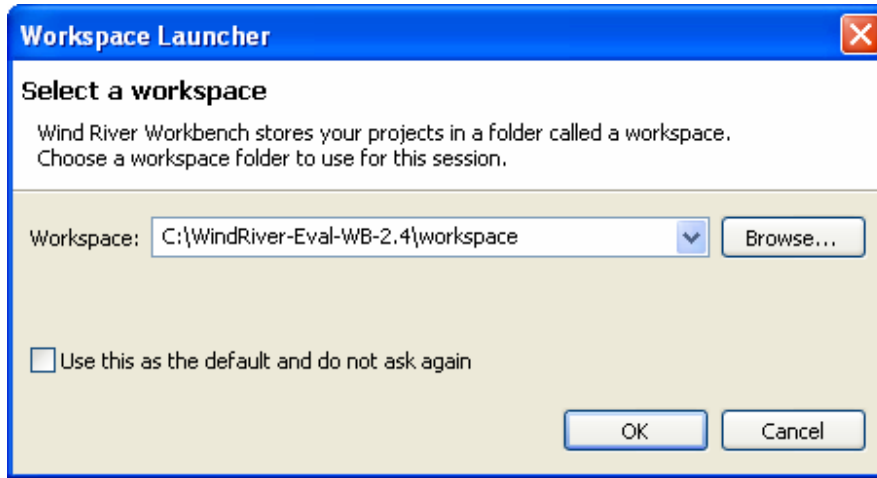 Workspace Launcher
Select a workspace
Wind River Workbench stores your projects in a folder called a workspace.
Choose a workspace folder to use for this session.
Workspace: C:\WindRiver-Eval-WB-2.4\workspace Browse...
Use this as the default and do not ask again
OK Cancel